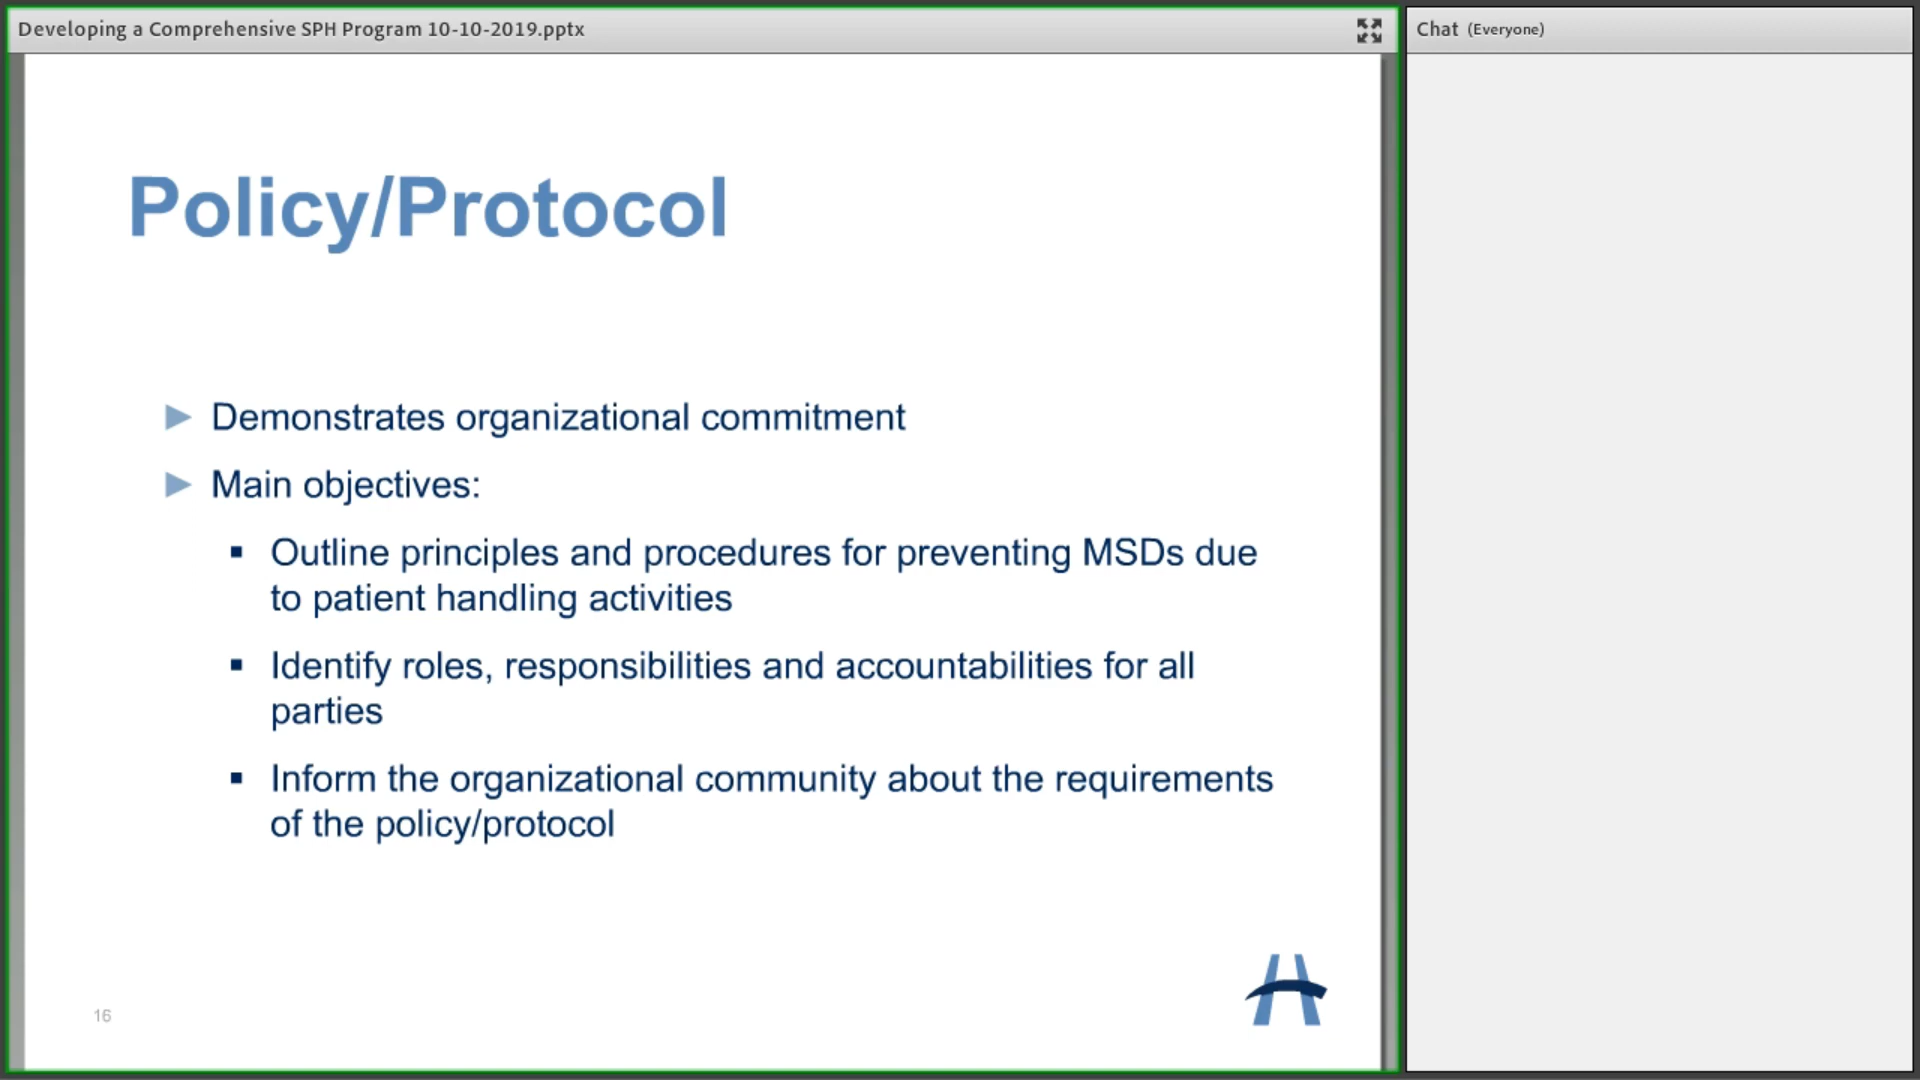 Developing a Comprehensive SPH Program 10-10-2019.pptx
Chat (Everyone)
Policy/Protocol
► Demonstrates organizational commitment
► Main objectives:
▪ Outline principles and procedures for preventing MSDs due
to patient handling activities
▪ Identify roles, responsibilities and accountabilities for all
parties
▪ Inform the organizational community about the requirements
of the policy/protocol
16